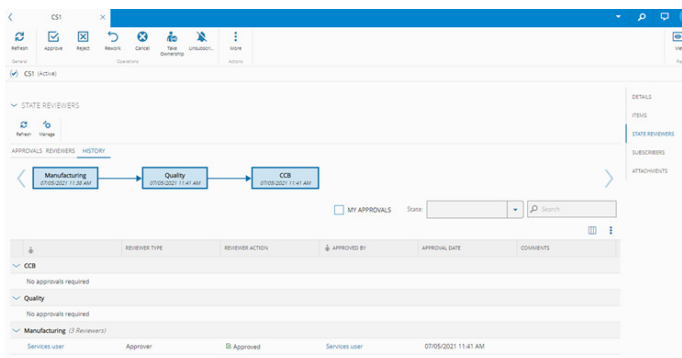 CS1
Refresh Approve Reject Rework Cancel Take Ownership Unsubscri... More
General Operations Actions
CS1 (Active)
STATE REVIEWERS
Refresh Manage
APPROVALS REVIEWERS HISTORY
Manufacturing
07/05/2021 11:38 AM
Quality
07/05/2021 11:41 AM
CCB
07/05/2021 11:41 AM
MY APPROVALS State: Search
REVIEWER TYPE REVIEWER ACTION APPROVED BY APPROVAL DATE COMMENTS
CCB
No approvals required
Quality
No approvals required
Manufacturing (3 Reviewers)
Services user Approver Approved Services user 07/05/2021 11:41 AM
DETAILS
ITEMS
STATE REVIEWERS
SUBSCRIBERS
ATTACHMENTS